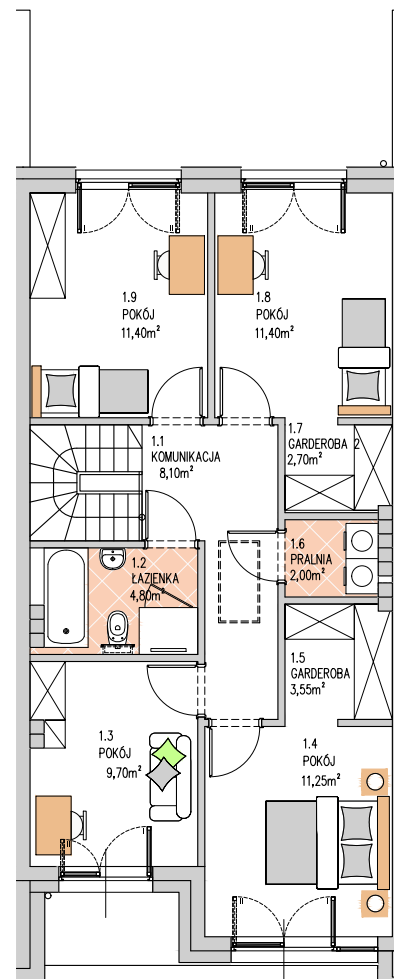 1.9
POKÓJ
11,40m²
1.8
POKÓJ
11,40m²
1.1
KOMUNIKACJA
8,10m²
1.7
GARDEROBA 2
2,70m²
1.2
ŁAZIENKA
4,80m²
1.6
PRALNIA
2,00m²
1.5
GARDEROBA
3,55m²
1.3
POKÓJ
9,70m²
1.4
POKÓJ
11,25m²